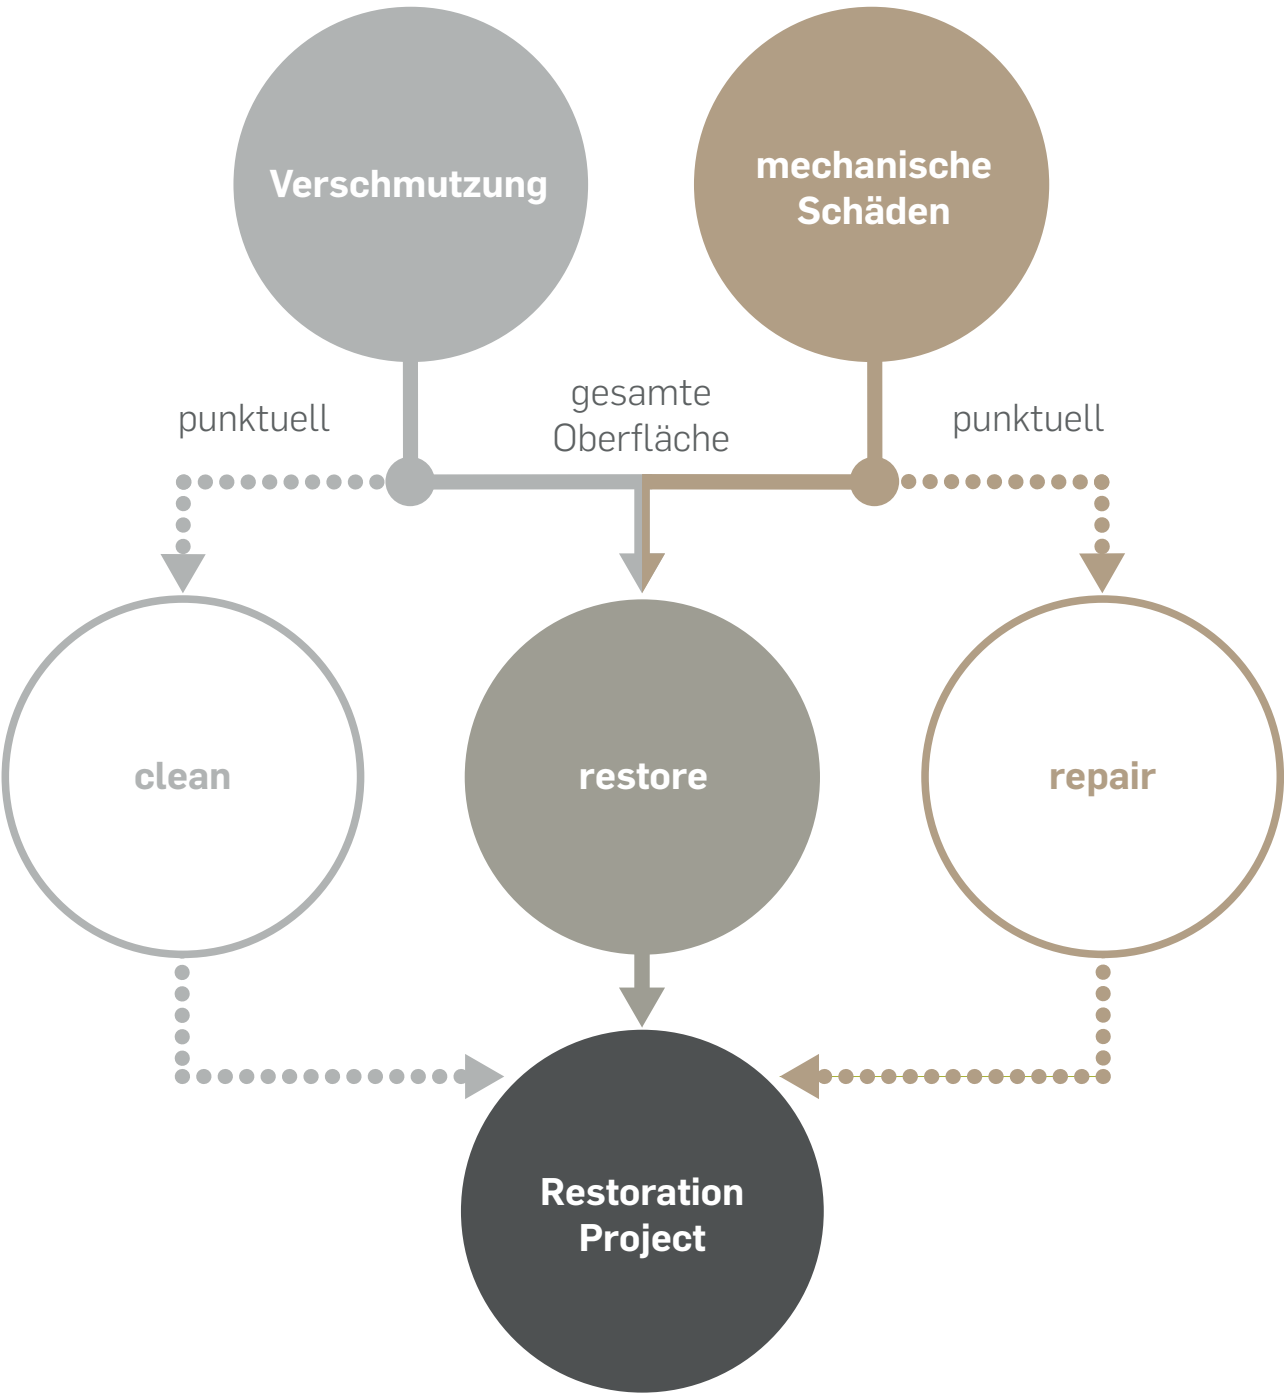 Verschmutzung
mechanische
Schäden
punktuell
gesamte
Oberfläche
punktuell
clean
restore
repair
Restoration
Project